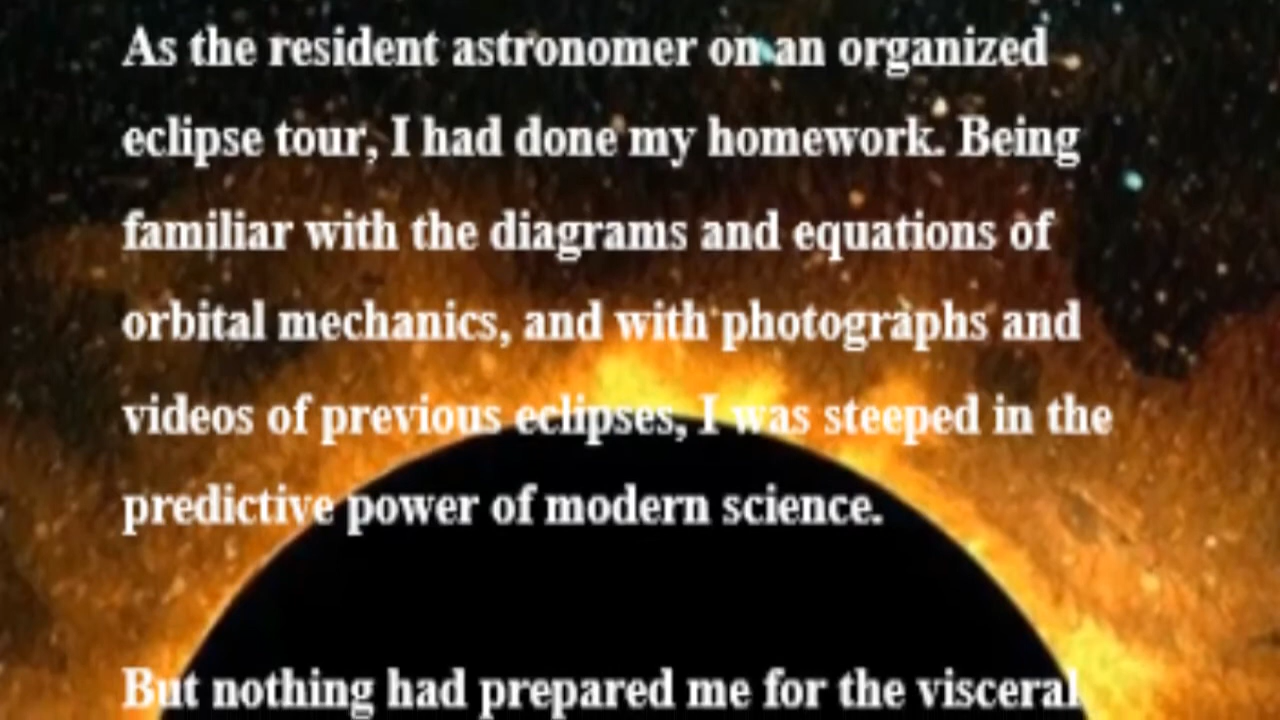 As the resident astronomer on an organized
eclipse tour, I had done my homework. Being
familiar with the diagrams and equations of
orbital mechanics, and with photographs and
videos of previous eclipses, I was steeped in the
predictive power of modern science.
But nothing had prepared me for the visceral